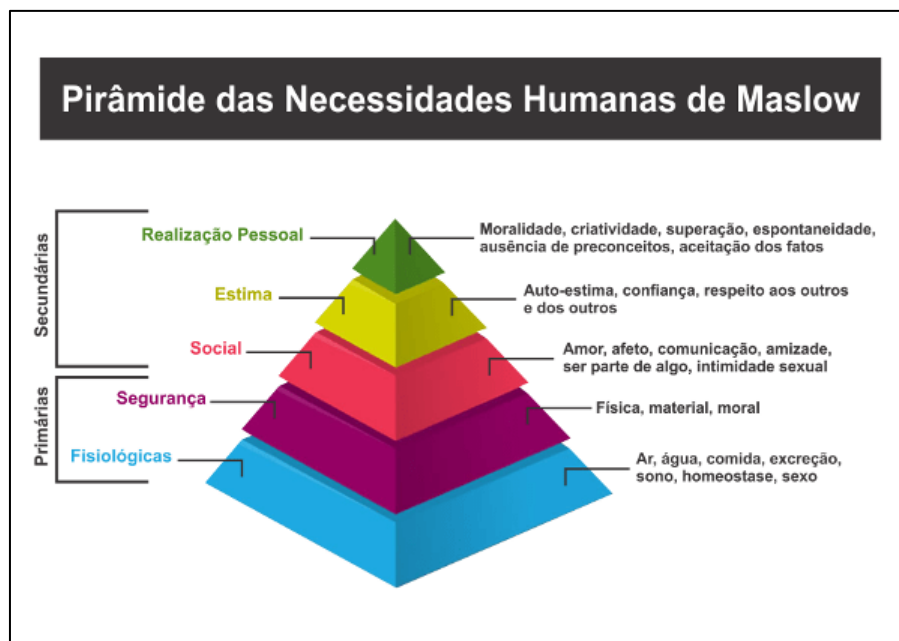 Pirâmide das Necessidades Humanas de Maslow
Secundárias
Realização Pessoal
Moralidade, criatividade, superação, espontaneidade,
ausência de preconceitos, aceitação dos fatos
Estima
Auto-estima, confiança, respeito aos outros
e dos outros
Social
Amor, afeto, comunicação, amizade,
ser parte de algo, intimidade sexual
Primárias
Segurança
Física, material, moral
Fisiológicas
Ar, água, comida, excreção,
sono, homeostase, sexo